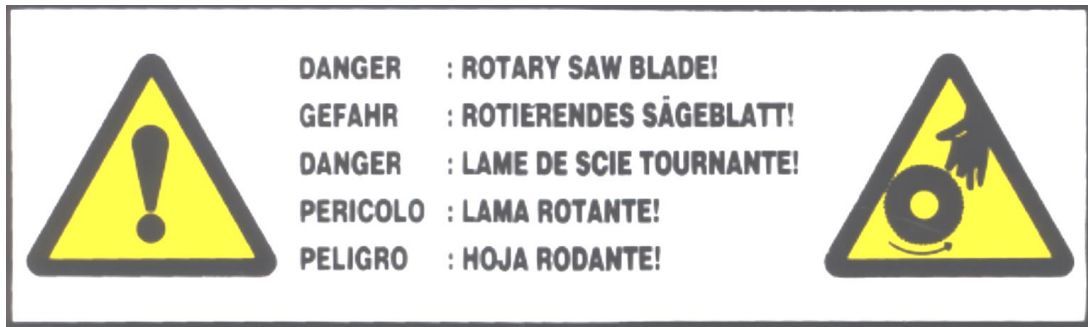 DANGER : ROTARY SAW BLADE!
GEFAHR : ROTIERENDES SÄGEBLATT!
DANGER : LAME DE SCIE TOURNANTE!
PERICOLO : LAMA ROTANTE!
PELIGRO : HOJA RODANTE!